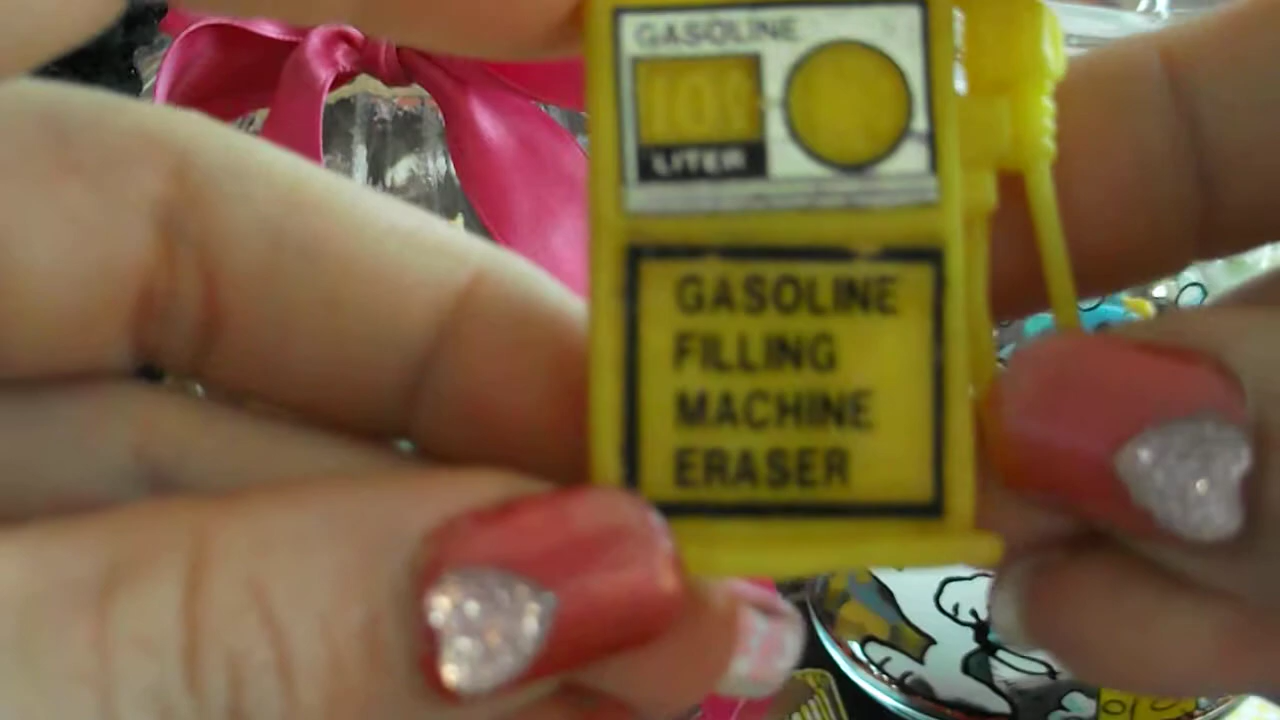 GASOLINE
LITER
GASOLINE
FILLING
MACHINE
ERASER